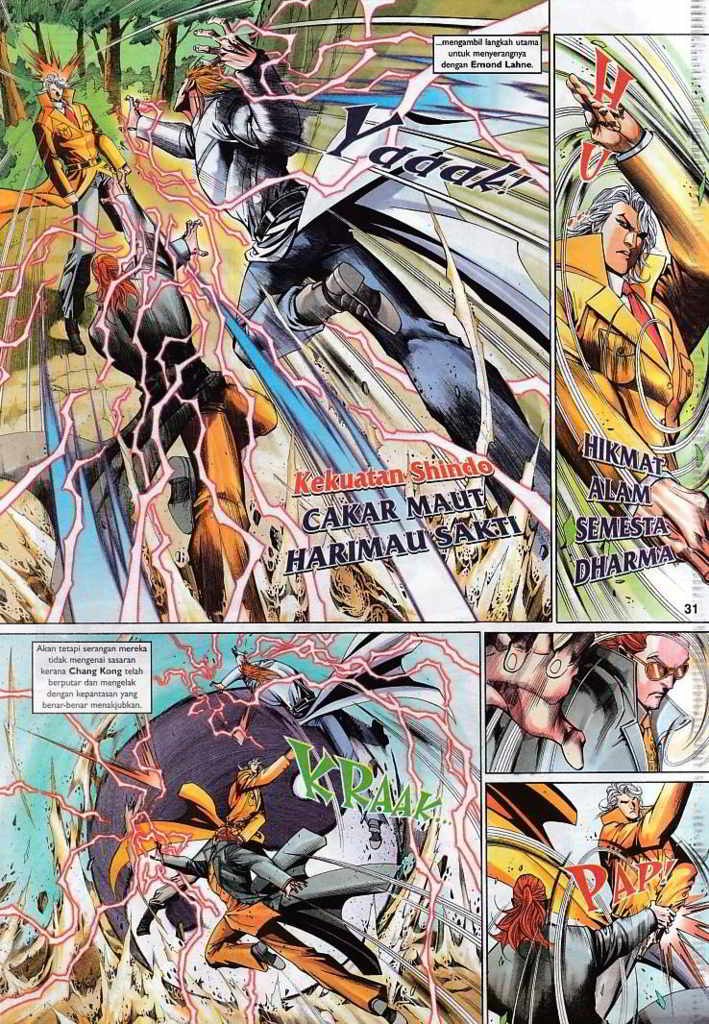 ...mengambil langkah utama
untuk menyerangnya
dengan Ernond Lahne.
Yaaak!
HU
Kekuatan Shindo
CAKAR MAUT
HARIMAU SAKTI
HIKMAT
ALAM
SEMESTA
DHARMA
31
Akan tetapi serangan mereka
tidak mengenai sasaran
kerana Chang Kong telah
berputar dan mengelak
dengan kepantasan yang
benar-benar menakjubkan.
KRAAK...
PAP!